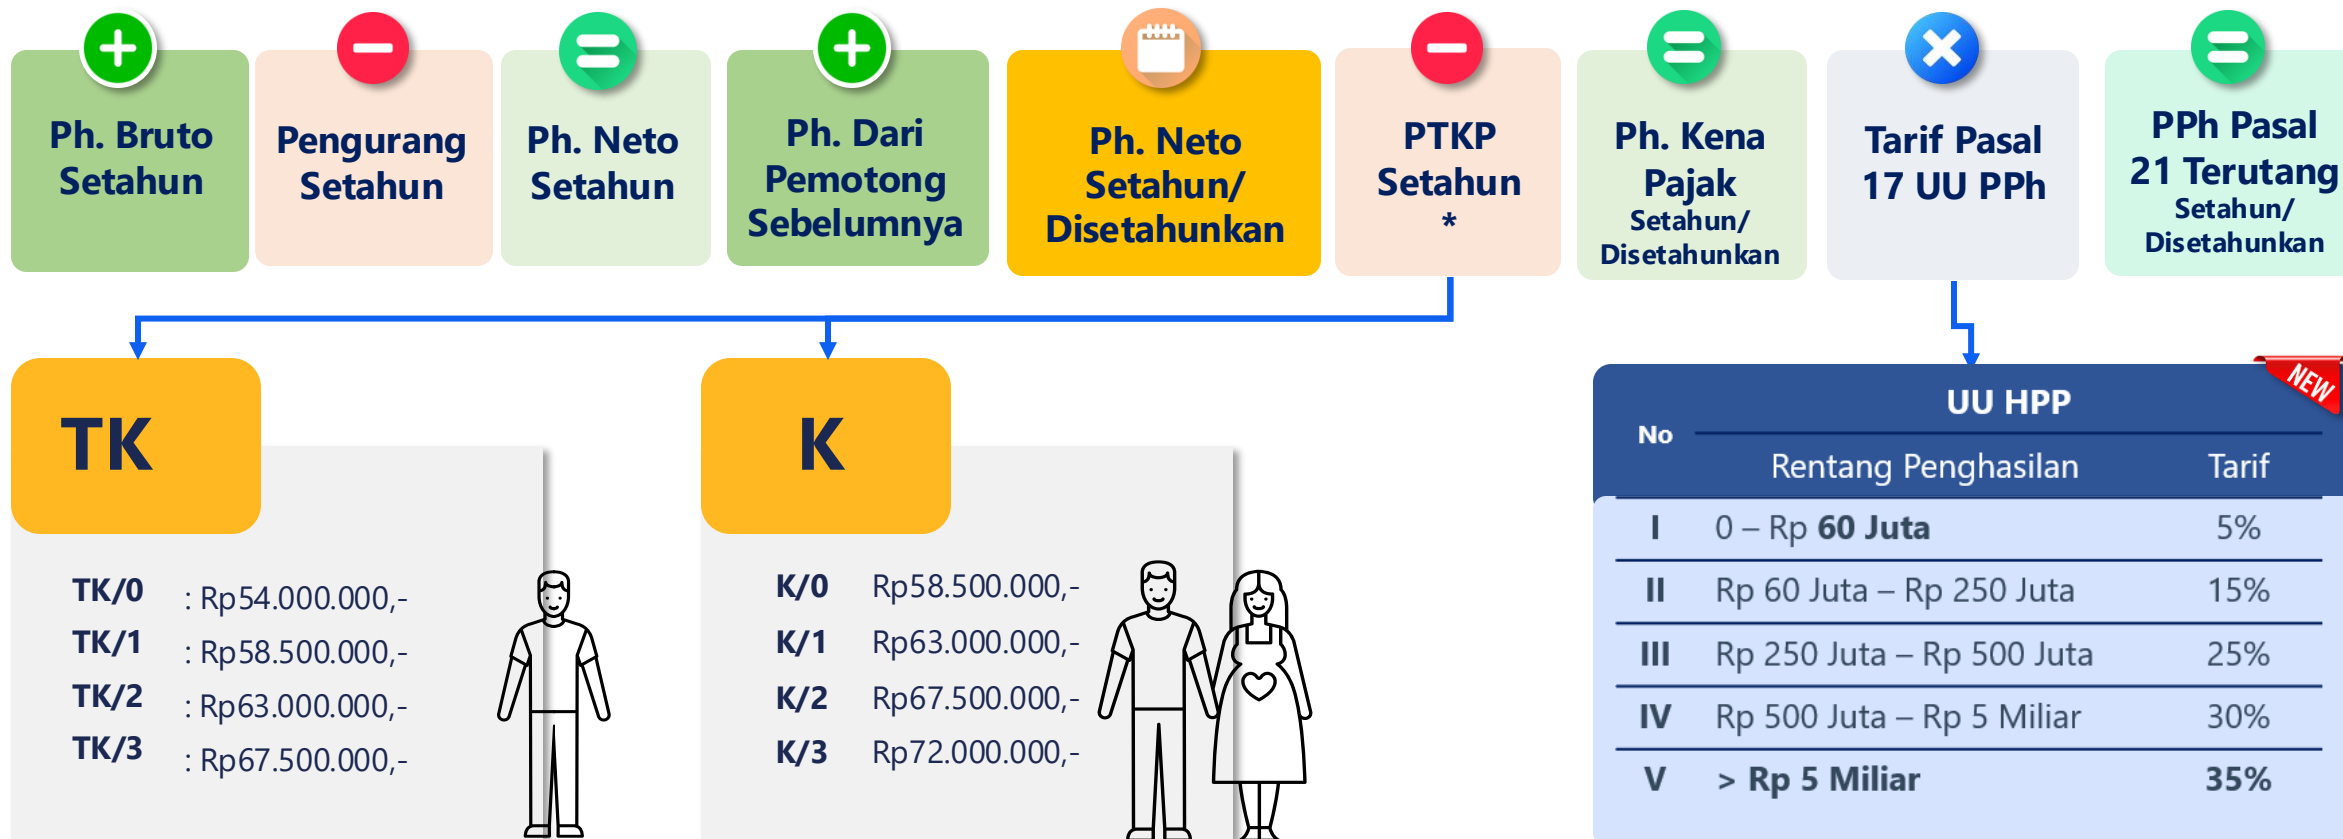 Ph. Bruto
Setahun
Pengurang
Setahun
Ph. Neto
Setahun
Ph. Dari
Pemotong
Sebelumnya
Ph. Neto
Setahun/
Disetahunkan
PTKP
Setahun
*
Ph. Kena
Pajak
Setahun/
Disetahunkan
Tarif Pasal
17 UU PPh
PPh Pasal
21 Terutang
Setahun/
Disetahunkan
TK
TK/0 : Rp54.000.000,-
TK/1 : Rp58.500.000,-
TK/2 : Rp63.000.000,-
TK/3 : Rp67.500.000,-
K
K/0 Rp58.500.000,-
K/1 Rp63.000.000,-
K/2 Rp67.500.000,-
K/3 Rp72.000.000,-
NEW
UU HPP
No
Rentang Penghasilan Tarif
I 0 – Rp 60 Juta 5%
II Rp 60 Juta – Rp 250 Juta 15%
III Rp 250 Juta – Rp 500 Juta 25%
IV Rp 500 Juta – Rp 5 Miliar 30%
V > Rp 5 Miliar 35%